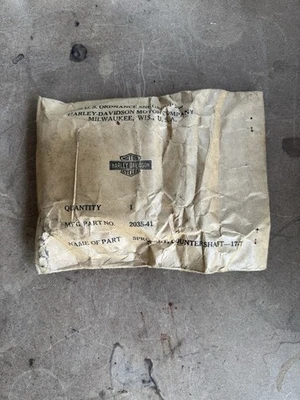 U.S. ORDNANCE
HARLEY-DAVIDSON MOTOR COMPANY
MILWAUKEE, WIS., U.S.A.
HARLEY-DAVIDSON
QUANTITY 1
MFG. PART NO. 2035-41
NAME OF PART COUNTERSHAFT—17T